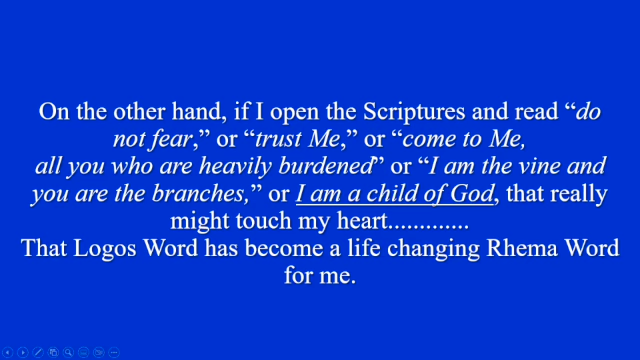 On the other hand, if I open the Scriptures and read “do
not fear,” or “trust Me,” or “come to Me,
all you who are heavily burdened” or “I am the vine and
you are the branches,” or I am a child of God, that really
might touch my heart.............
That Logos Word has become a life changing Rhema Word
for me.